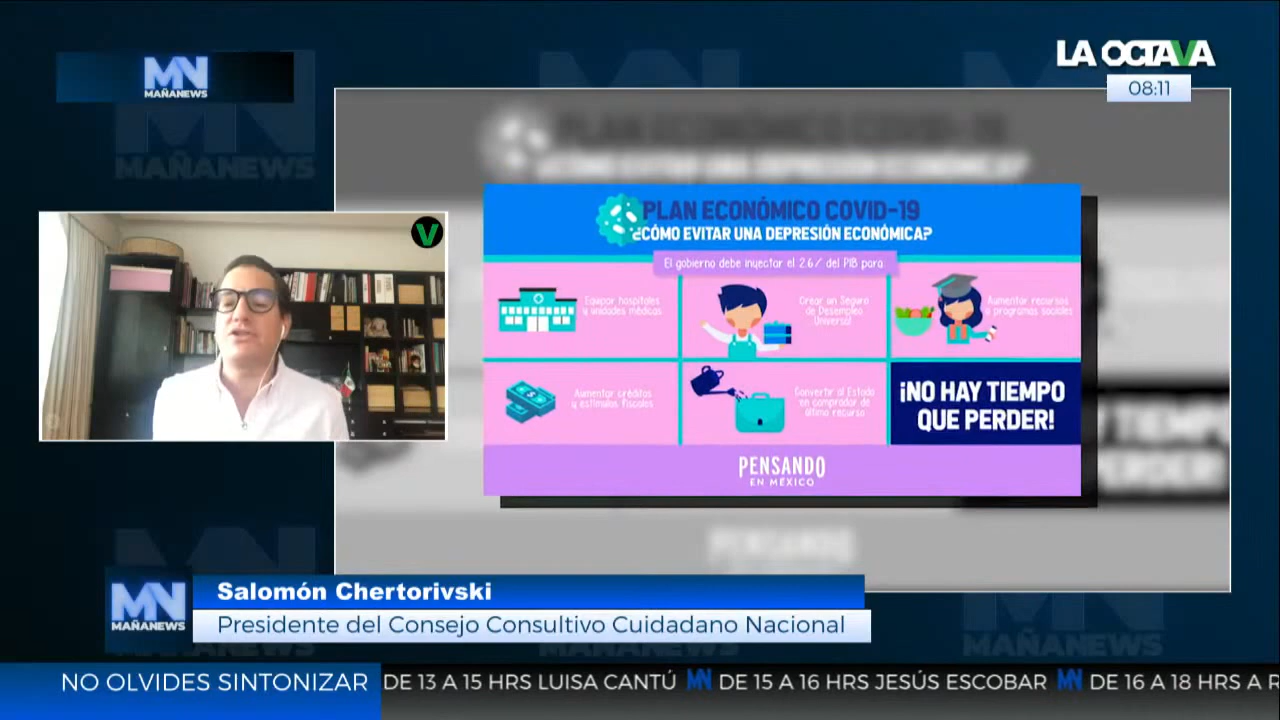 MN
MAÑANEWS
LA OCTAVA
08:11
MAÑANEWS
PLAN ECONÓMICO COVID-19
¿CÓMO EVITAR UNA DEPRESIÓN ECONÓMICA?
El gobierno debe inyectar el 2.6% del PIB para:
Equipar hospitales
y unidades médicas
Crear un Seguro
de Desempleo
Universal
Aumentar recursos
a programas sociales
Aumentar créditos
y estímulos fiscales
Convertir al Estado
en comprador de
último recurso
¡NO HAY TIEMPO
QUE PERDER!
PENSANDO
EN MÉXICO
V
MN
MAÑANEWS
Salomón Chertorivski
Presidente del Consejo Consultivo Cuidadano Nacional
NO OLVIDES SINTONIZAR
DE 13 A 15 HRS LUISA CANTÚ MN DE 15 A 16 HRS JESÚS ESCOBAR MN DE 16 A 18 HRS A R